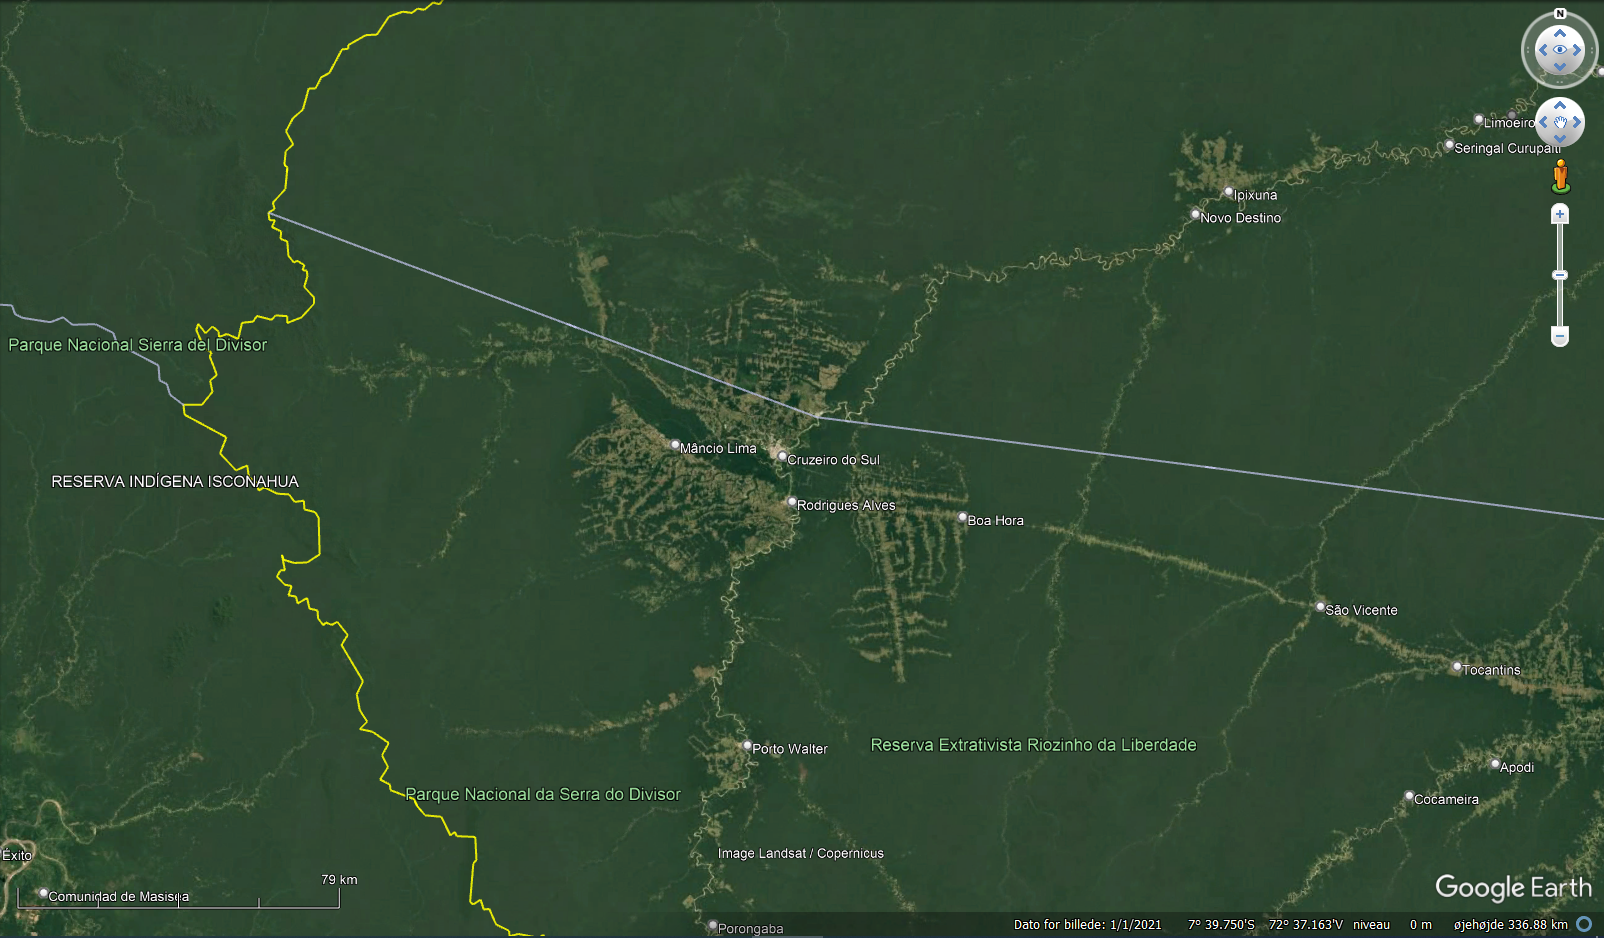 N
Limoeiro
Seringal Curupaiti
Ipixuna
Novo Destino
Parque Nacional Sierra del Divisor
Mâncio Lima
Cruzeiro do Sul
RESERVA INDÍGENA ISCONAHUA
Rodrigues Alves
Boa Hora
São Vicente
Tocantins
Reserva Extrativista Riozinho da Liberdade
Porto Walter
Apodi
Parque Nacional da Serra do Divisor
Cocameira
Éxito
Image Landsat / Copernicus
79 km
Comunidad de Masisea
Google Earth
Porongaba
Dato for billede: 1/1/2021 7° 39.750'S 72° 37.163'V niveau 0 m øjehøjde 336.88 km